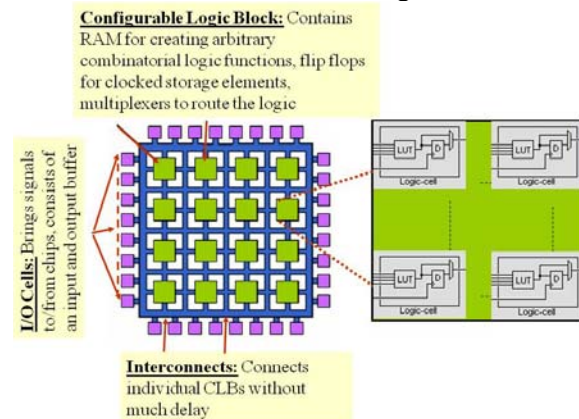 Configurable Logic Block: Contains
RAM for creating arbitrary
combinatorial logic functions, flip flops
for clocked storage elements,
multiplexers to route the logic
I/O Cells: Brings signals
to/from chips, consists of
an input and output buffer
LUT
D
Logic-cell
LUT
D
Logic-cell
LUT
D
Logic-cell
LUT
D
Logic-cell
Interconnects: Connects
individual CLBs without
much delay